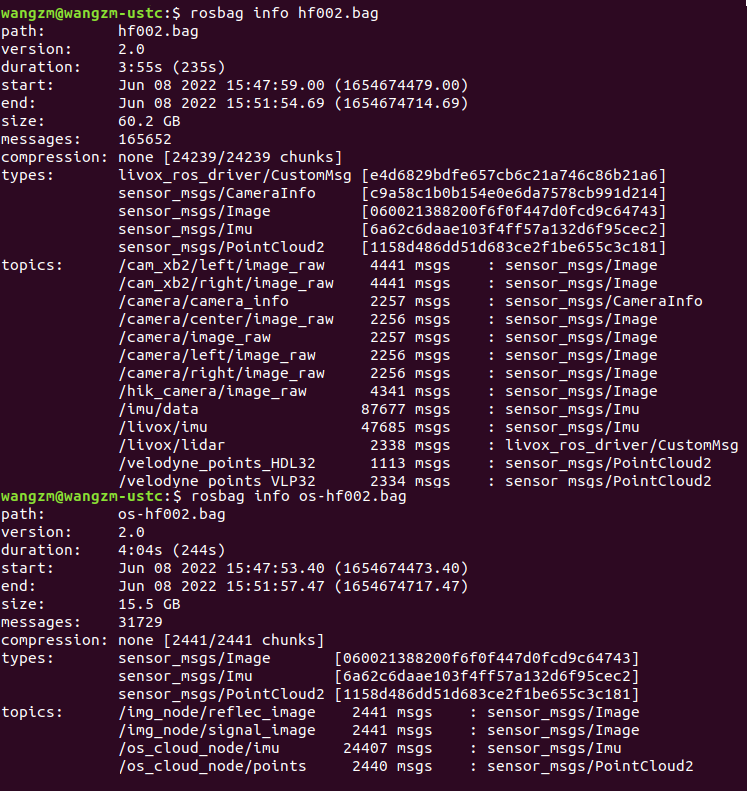 wangzm@wangzm-ustc:$ rosbag info hf002.bag
path:        hf002.bag
version:     2.0
duration:    3:55s (235s)
start:       Jun 08 2022 15:47:59.00 (1654674479.00)
end:         Jun 08 2022 15:51:54.69 (1654674714.69)
size:        60.2 GB
messages:    165652
compression: none [24239/24239 chunks]
types:       livox_ros_driver/CustomMsg [e4d6829bdfe657cb6c21a746c86b21a6]
             sensor_msgs/CameraInfo     [c9a58c1b0b154e0e6da7578cb991d214]
             sensor_msgs/Image          [060021388200f6f0f447d0fcd9c64743]
             sensor_msgs/Imu            [6a62c6daae103f4ff57a132d6f95cec2]
             sensor_msgs/PointCloud2    [1158d486dd51d683ce2f1be655c3c181]
topics:      /cam_xb2/left/image_raw     4441 msgs    : sensor_msgs/Image
             /cam_xb2/right/image_raw    4441 msgs    : sensor_msgs/Image
             /camera/camera_info         2257 msgs    : sensor_msgs/CameraInfo
             /camera/center/image_raw    2256 msgs    : sensor_msgs/Image
             /camera/image_raw           2257 msgs    : sensor_msgs/Image
             /camera/left/image_raw      2256 msgs    : sensor_msgs/Image
             /camera/right/image_raw     2256 msgs    : sensor_msgs/Image
             /hik_camera/image_raw       4341 msgs    : sensor_msgs/Image
             /imu/data                  87677 msgs    : sensor_msgs/Imu
             /livox/imu                 47685 msgs    : sensor_msgs/Imu
             /livox/lidar                2338 msgs    : livox_ros_driver/CustomMsg
             /velodyne_points_HDL32      1113 msgs    : sensor_msgs/PointCloud2
             /velodyne_points_VLP32      2334 msgs    : sensor_msgs/PointCloud2
wangzm@wangzm-ustc:$ rosbag info os-hf002.bag
path:        os-hf002.bag
version:     2.0
duration:    4:04s (244s)
start:       Jun 08 2022 15:47:53.40 (1654674473.40)
end:         Jun 08 2022 15:51:57.47 (1654674717.47)
size:        15.5 GB
messages:    31729
compression: none [2441/2441 chunks]
types:       sensor_msgs/Image       [060021388200f6f0f447d0fcd9c64743]
             sensor_msgs/Imu         [6a62c6daae103f4ff57a132d6f95cec2]
             sensor_msgs/PointCloud2 [1158d486dd51d683ce2f1be655c3c181]
topics:      /img_node/reflec_image    2441 msgs    : sensor_msgs/Image
             /img_node/signal_image    2441 msgs    : sensor_msgs/Image
             /os_cloud_node/imu       24407 msgs    : sensor_msgs/Imu
             /os_cloud_node/points     2440 msgs    : sensor_msgs/PointCloud2